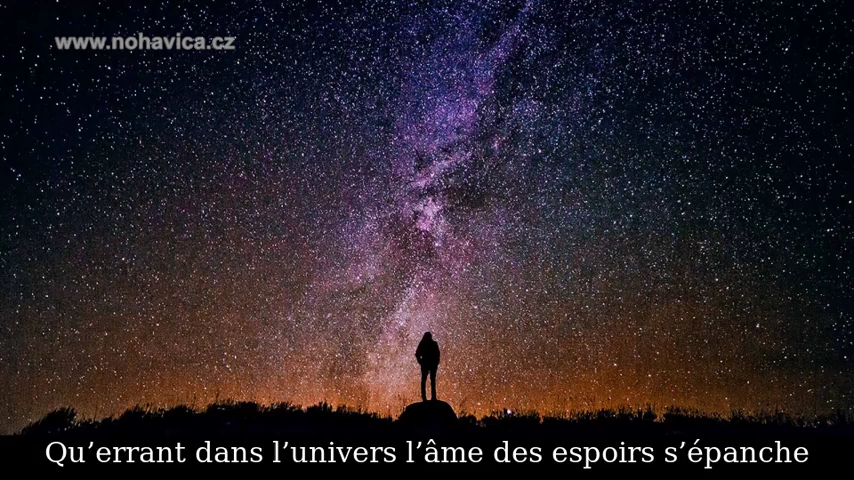 www.nohavica.cz
Qu’errant dans l’univers l’âme des espoirs s’épanche